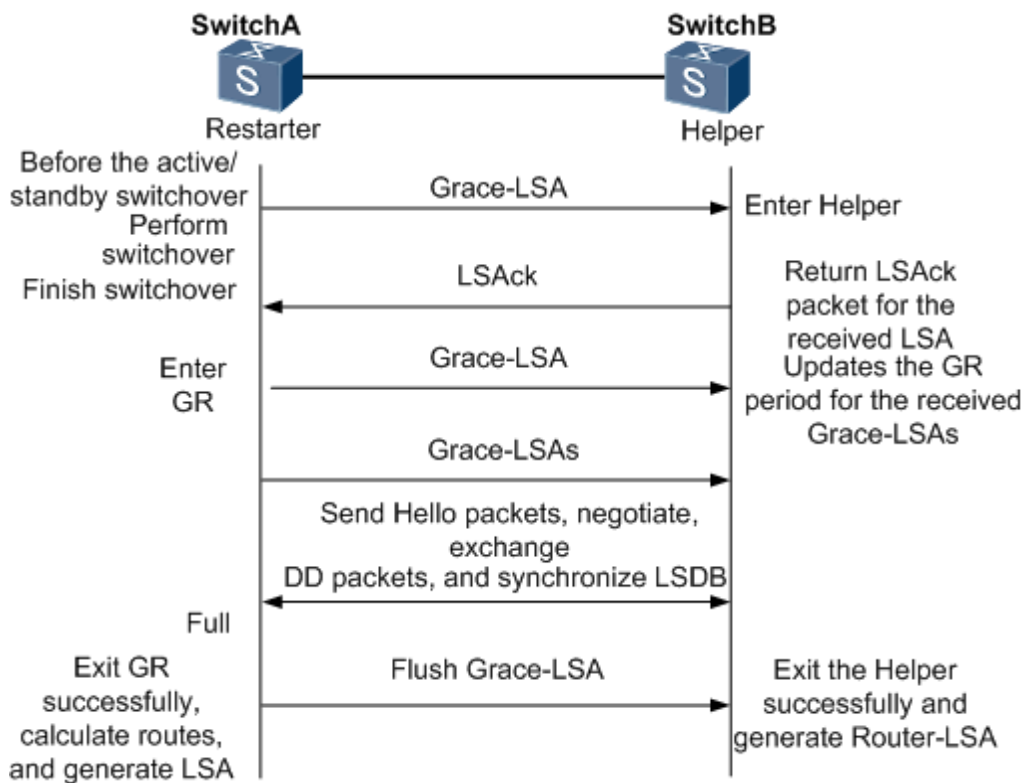 SwitchA
SwitchB
S
S
Restarter
Helper
Before the active/
standby switchover
Grace-LSA
Enter Helper
Perform
switchover
LSAck
Finish switchover
Return LSAck
packet for the
received LSA
Enter
GR
Grace-LSA
Updates the GR
period for the received
Grace-LSAs
Grace-LSAs
Send Hello packets, negotiate,
exchange
DD packets, and synchronize LSDB
Full
Exit GR
successfully,
calculate routes,
and generate LSA
Flush Grace-LSA
Exit the Helper
successfully and
generate Router-LSA